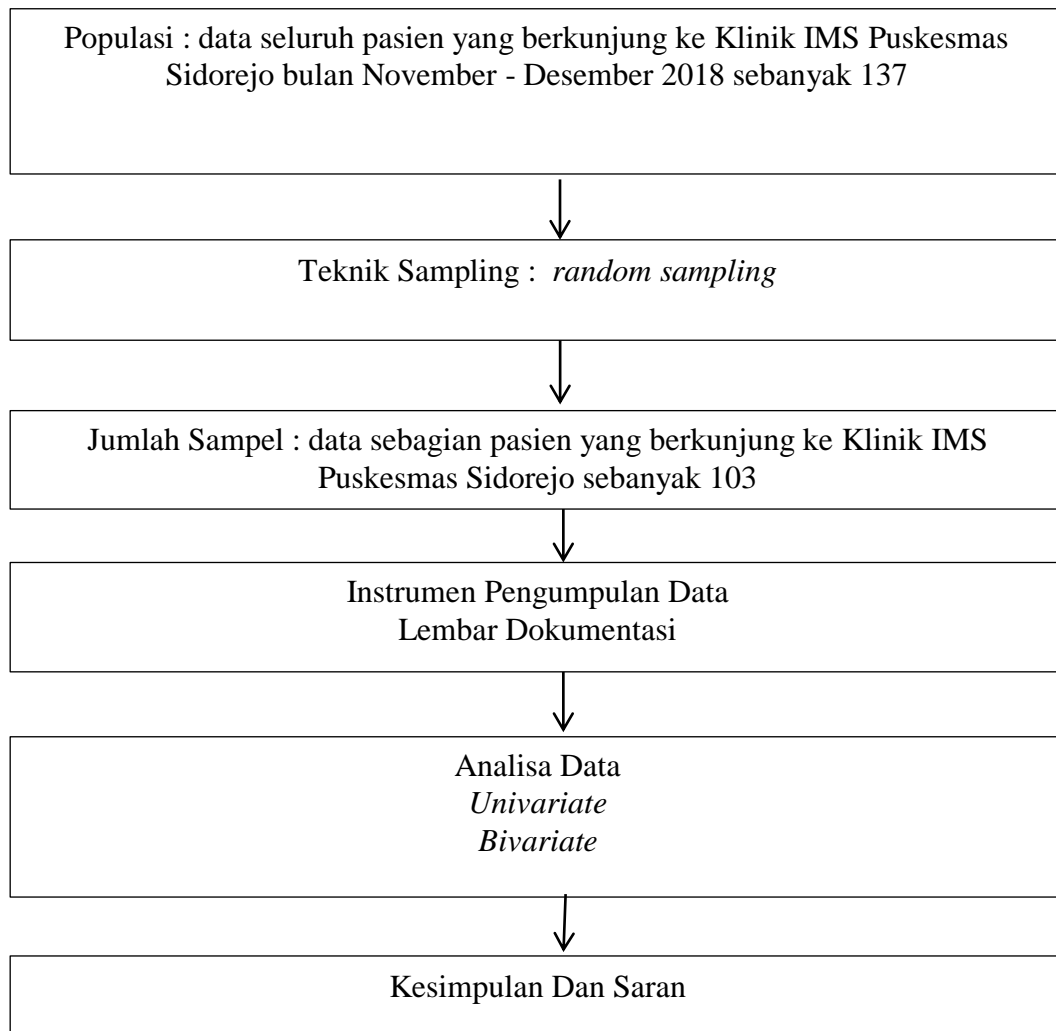 Populasi : data seluruh pasien yang berkunjung ke Klinik IMS Puskesmas
Sidorejo bulan November - Desember 2018 sebanyak 137
Teknik Sampling : random sampling
Jumlah Sampel : data sebagian pasien yang berkunjung ke Klinik IMS
Puskesmas Sidorejo sebanyak 103
Instrumen Pengumpulan Data
Lembar Dokumentasi
Analisa Data
Univariate
Bivariate
Kesimpulan Dan Saran